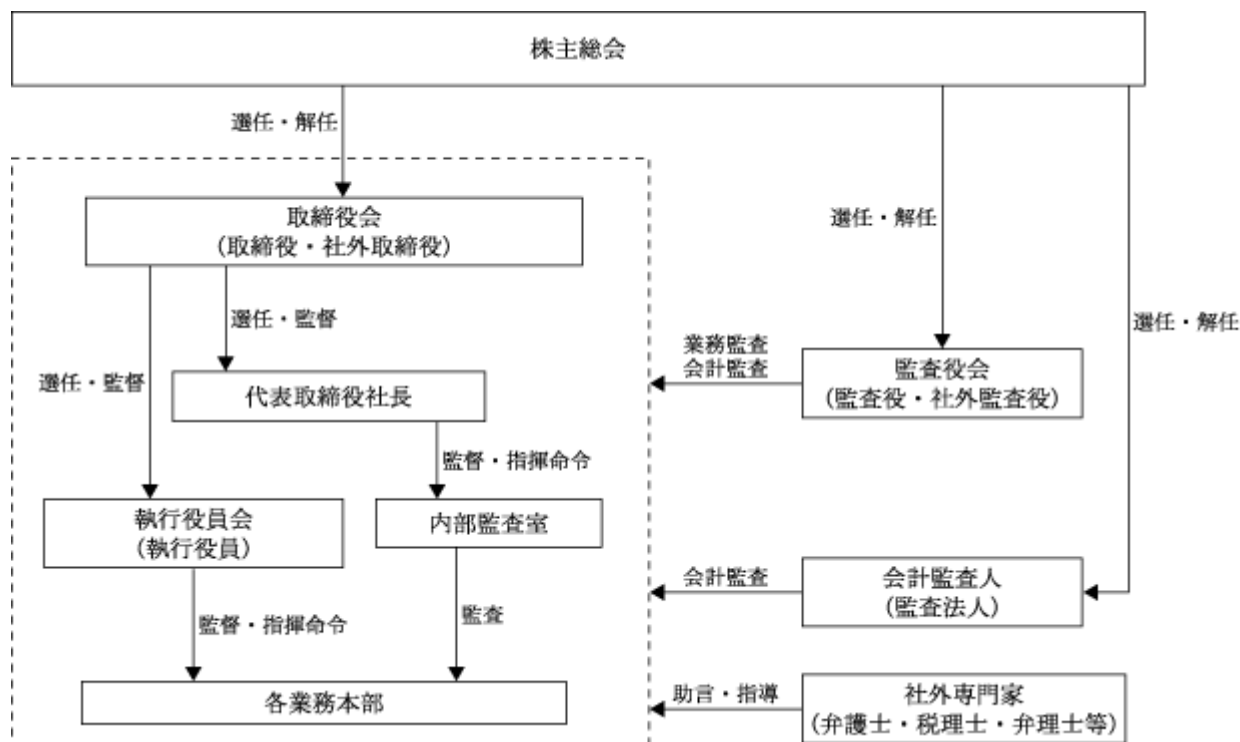 株主総会
選任・解任
取締役会
(取締役・社外取締役)
選任・解任
選任・監督
選任・解任
業務監査
会計監査
監査役会
(監査役・社外監査役)
選任・監督
代表取締役社長
監督・指揮命令
執行役員会
(執行役員)
内部監査室
会計監査
会計監査人
(監査法人)
監督・指揮命令
監査
各業務本部
助言・指導
社外専門家
(弁護士・税理士・弁理士等)